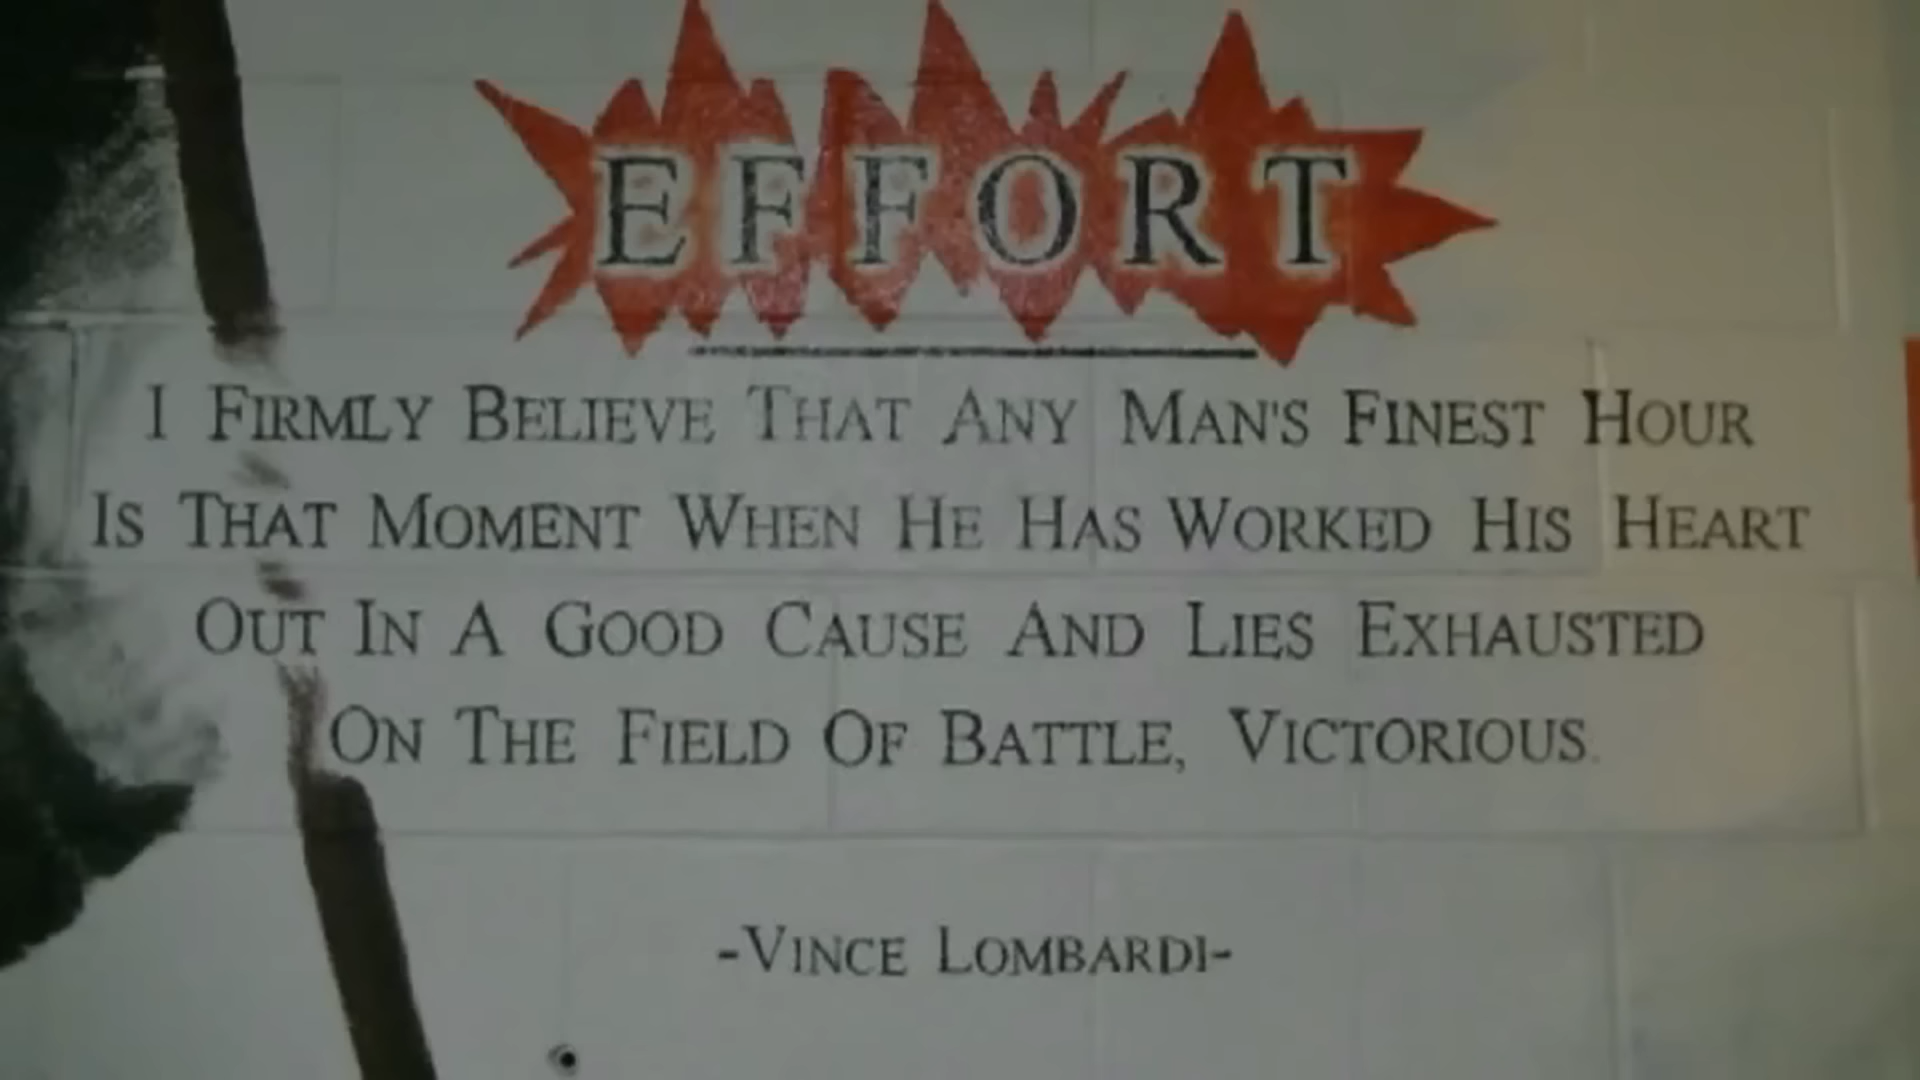 EFFORT
I FIRMLY BELIEVE THAT ANY MAN'S FINEST HOUR
IS THAT MOMENT WHEN HE HAS WORKED HIS HEART
OUT IN A GOOD CAUSE AND LIES EXHAUSTED
ON THE FIELD OF BATTLE, VICTORIOUS.
-VINCE LOMBARDI-